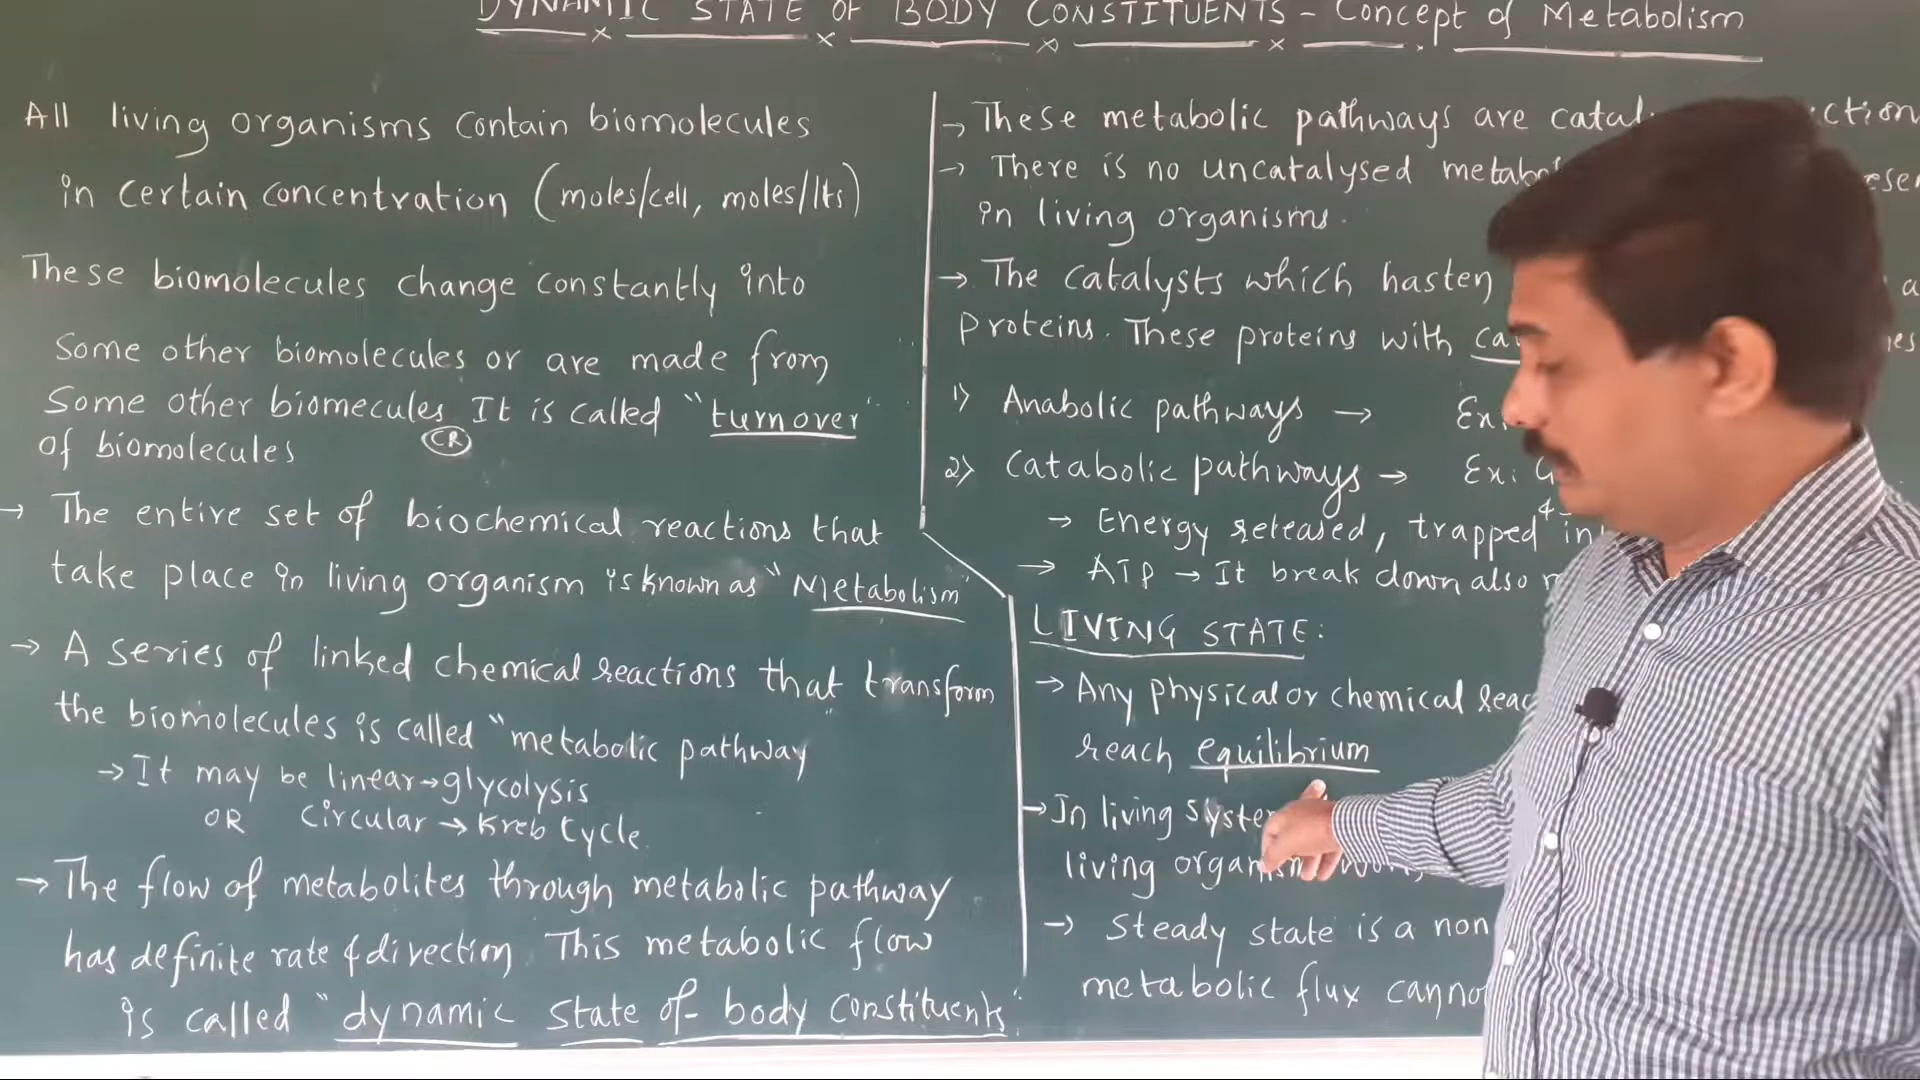 DYNAMIC STATE OF BODY CONSTITUENTS - Concept of Metabolism
All living organisms contain biomolecules
in certain concentration (moles/cell, moles/lts)
These biomolecules change constantly into
Some other biomolecules or are made from
Some other biomecules It is called "turnover"
of biomolecules
CR
→ The entire set of biochemical reactions that
take place in living organism is known as "Metabolism"
→ A series of linked chemical reactions that transform
the biomolecules is called "metabolic pathway"
→ It may be linear → glycolysis
OR Circular → Kreb Cycle.
→ The flow of metabolites through metabolic pathway
has definite rate & direction. This metabolic flow
is called "dynamic state of body constituents"
→ These metabolic pathways are
→ There is no uncatalysed
in living organisms.
→ The catalysts which hasten
proteins. These proteins with
1) Anabolic pathways → Ex:
2) Catabolic pathways → Ex:
→ Energy released, trapped in
→ ATP → It break down also
LIVING STATE:
→ Any physical or chemical
reach equilibrium
→ In living
living
→ Steady state is a non
metabolic flux